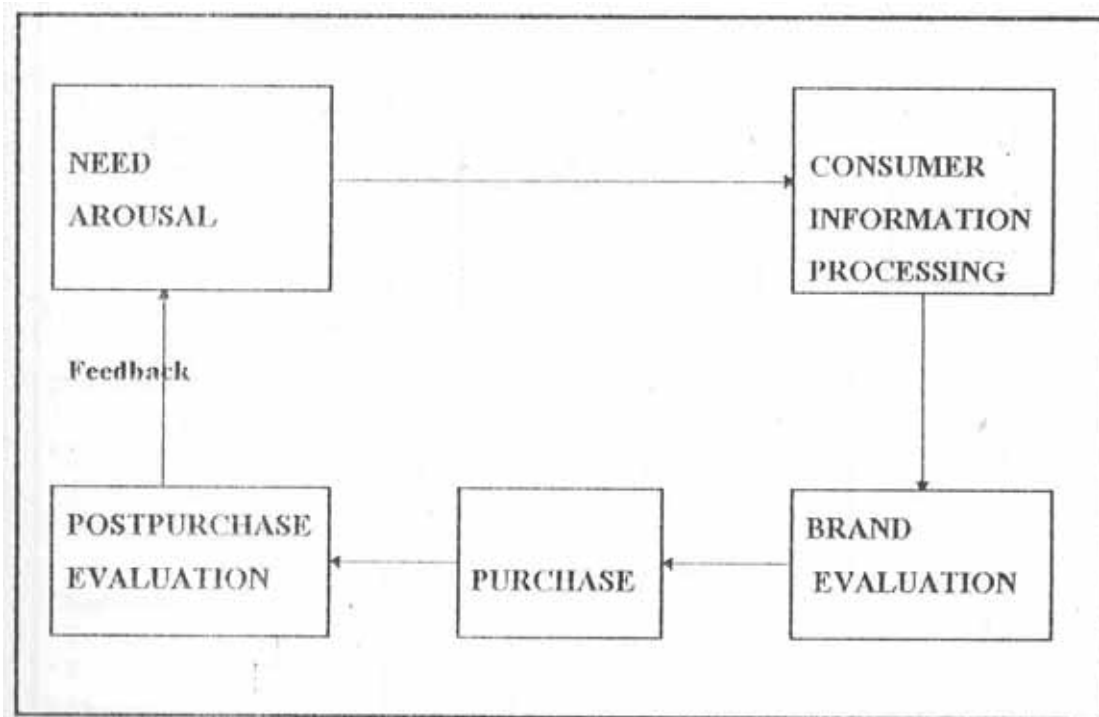 NEED
AROUSAL
CONSUMER
INFORMATION
PROCESSING
Feedback
POSTPURCHASE
EVALUATION
PURCHASE
BRAND
EVALUATION